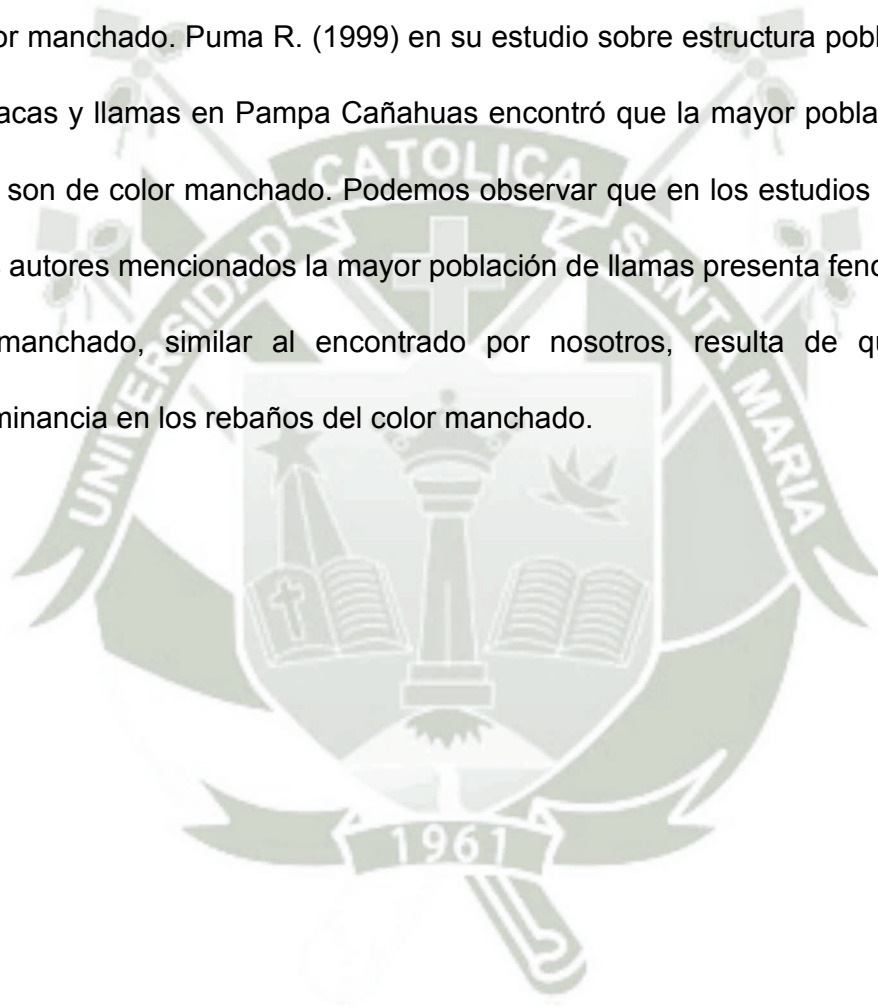 or manchado. Puma R. (1999) en su estudio sobre estructura pobl
acas y llamas en Pampa Cañahuas encontró que la mayor pobla
son de color manchado. Podemos observar que en los estudios
autores mencionados la mayor población de llamas presenta feno
manchado, similar al encontrado por nosotros, resulta de qu
minancia en los rebaños del color manchado.
UNIVERSIDAD CATOLICA SANTA MARIA
1961